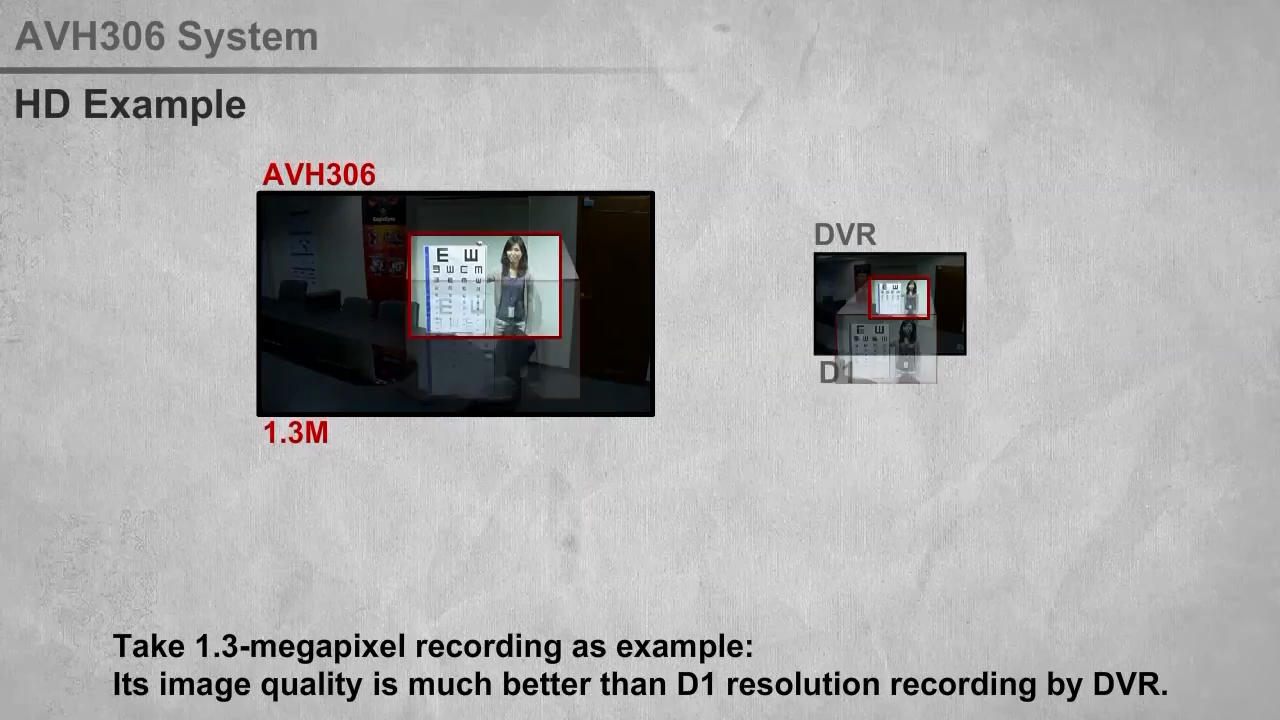 AVH306 System
HD Example
AVH306
1.3M
DVR
D1
E W
E W
E W
Take 1.3-megapixel recording as example:
Its image quality is much better than D1 resolution recording by DVR.